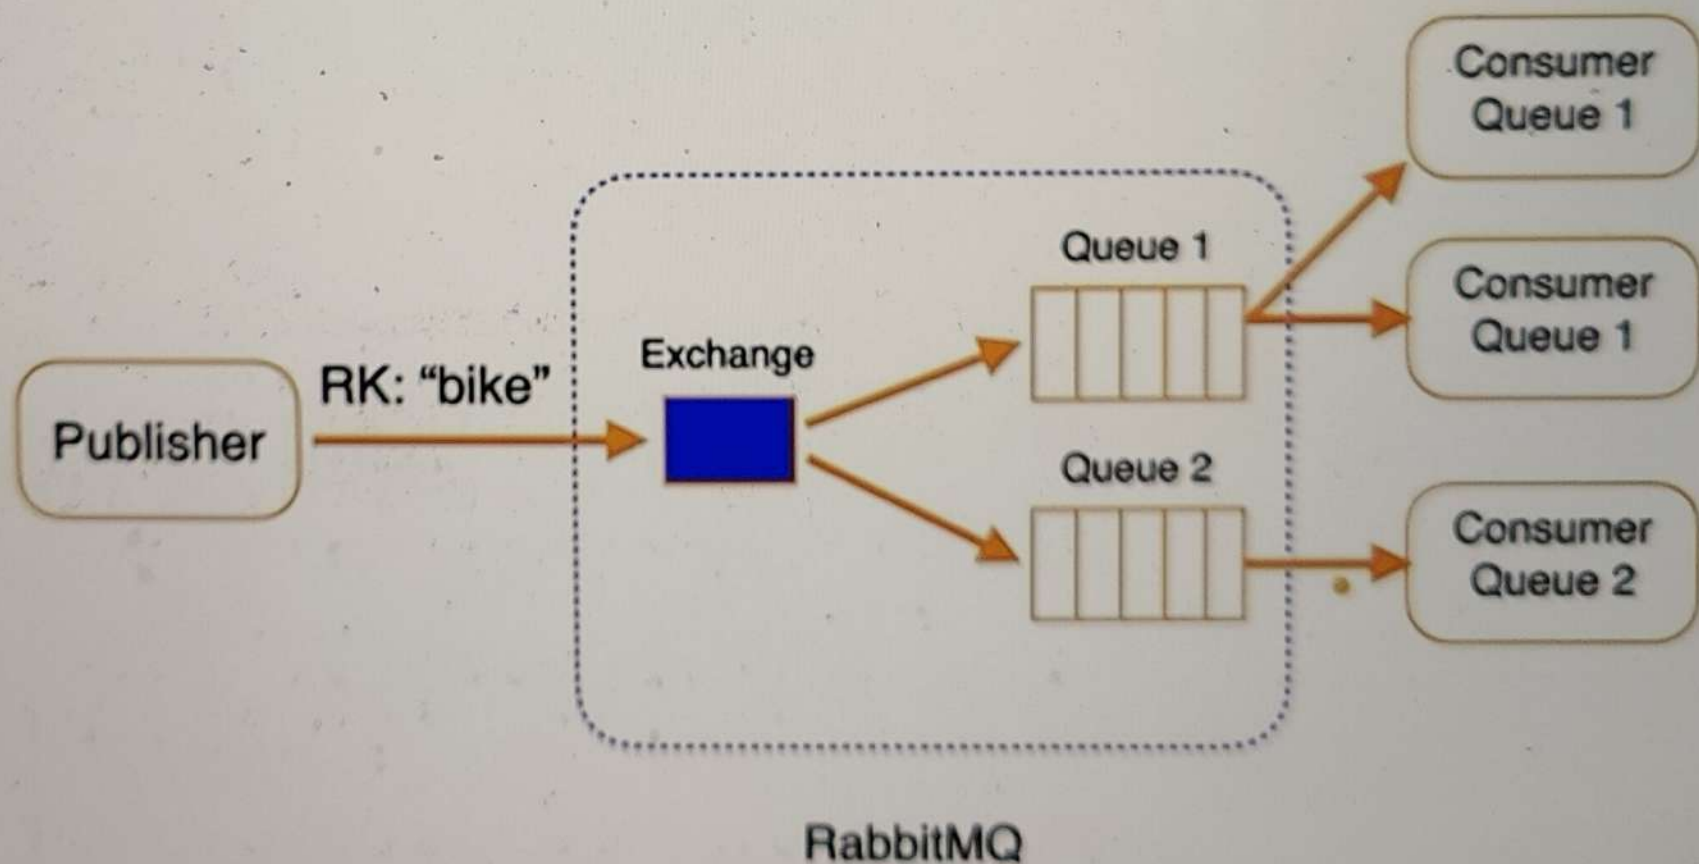 Consumer
Queue 1
Queue 1
Consumer
Queue 1
Exchange
RK: “bike”
Publisher
Queue 2
Consumer
Queue 2
RabbitMQ